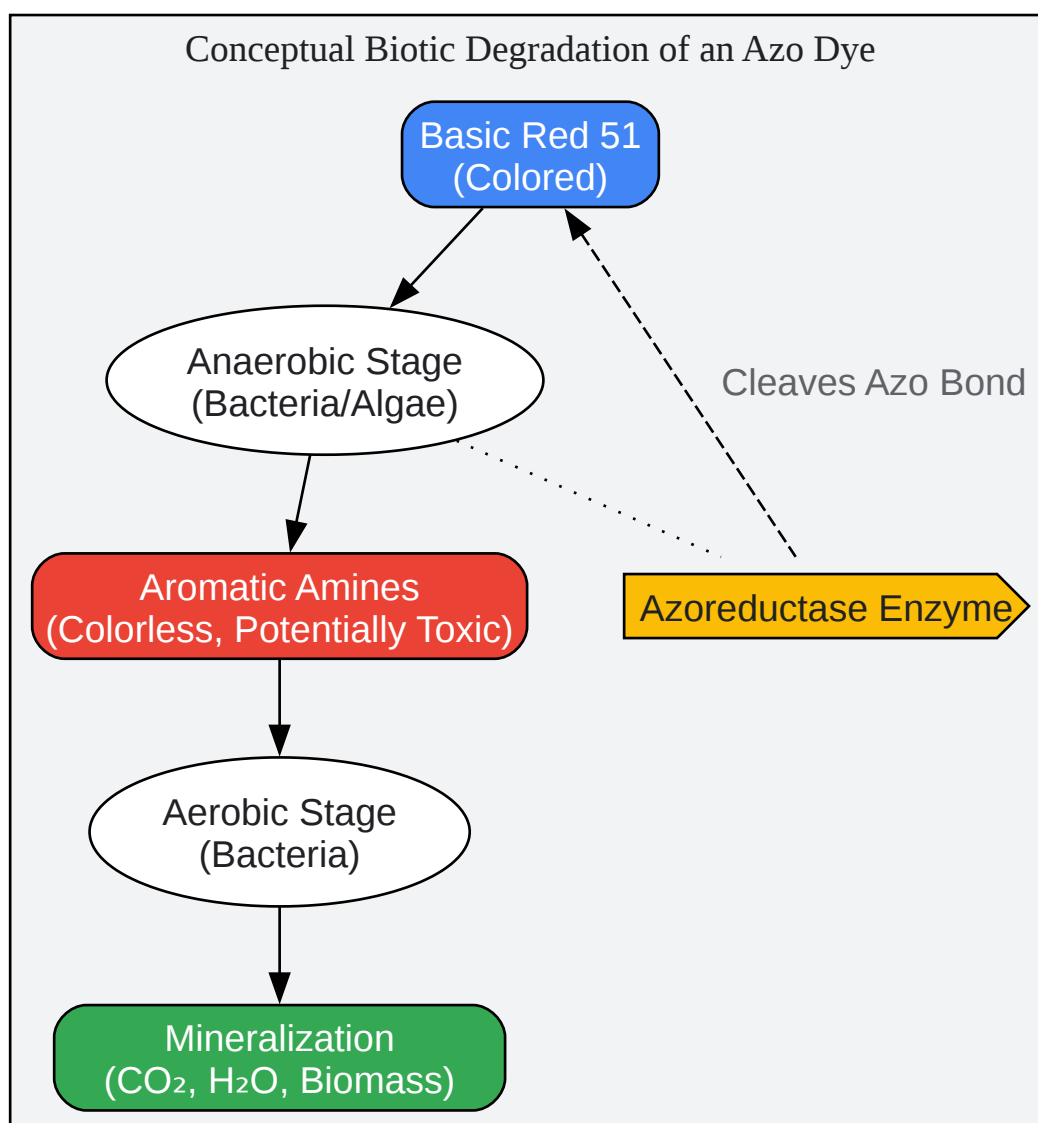 Conceptual Biotic Degradation of an Azo Dye
Basic Red 51
(Colored)
Anaerobic Stage
(Bacteria/Algae)
Cleaves Azo Bond
Aromatic Amines
(Colorless, Potentially Toxic)
Azoreductase Enzyme
Aerobic Stage
(Bacteria)
Mineralization
(CO₂, H₂O, Biomass)